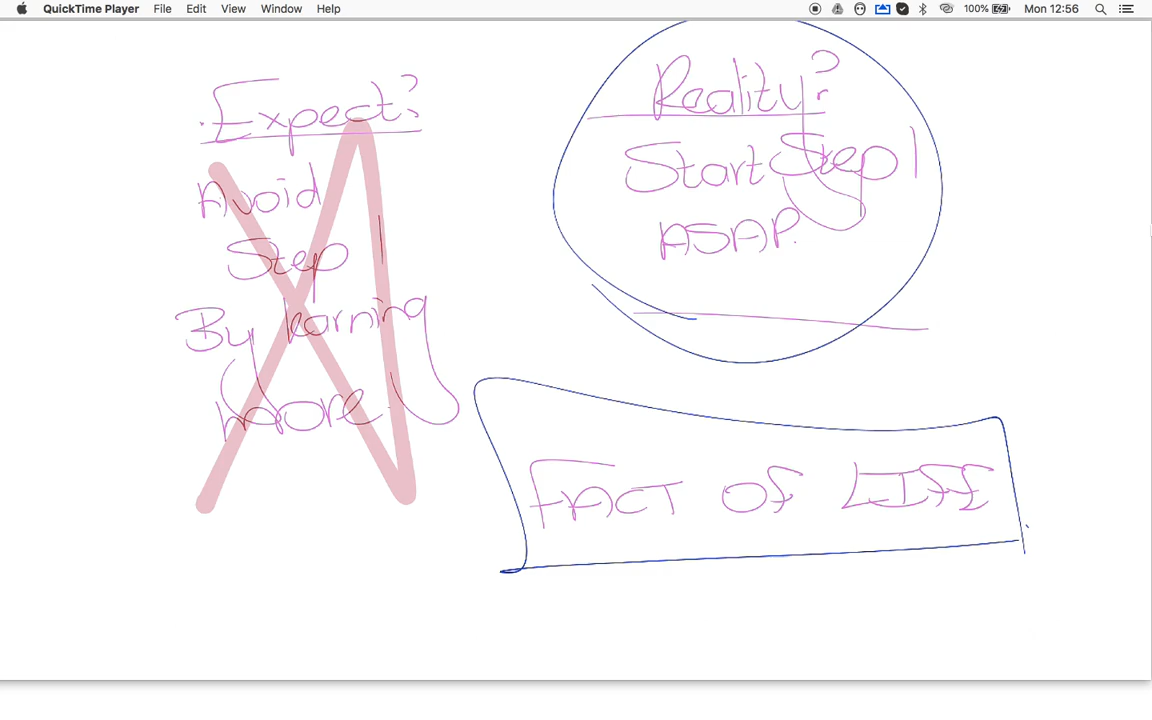 QuickTime Player File Edit View Window Help 100% Mon 12:56
Expect?
Avoid
Step
By learning
more
Reality?
Start Step 1
ASAP.
FACT OF LIFE